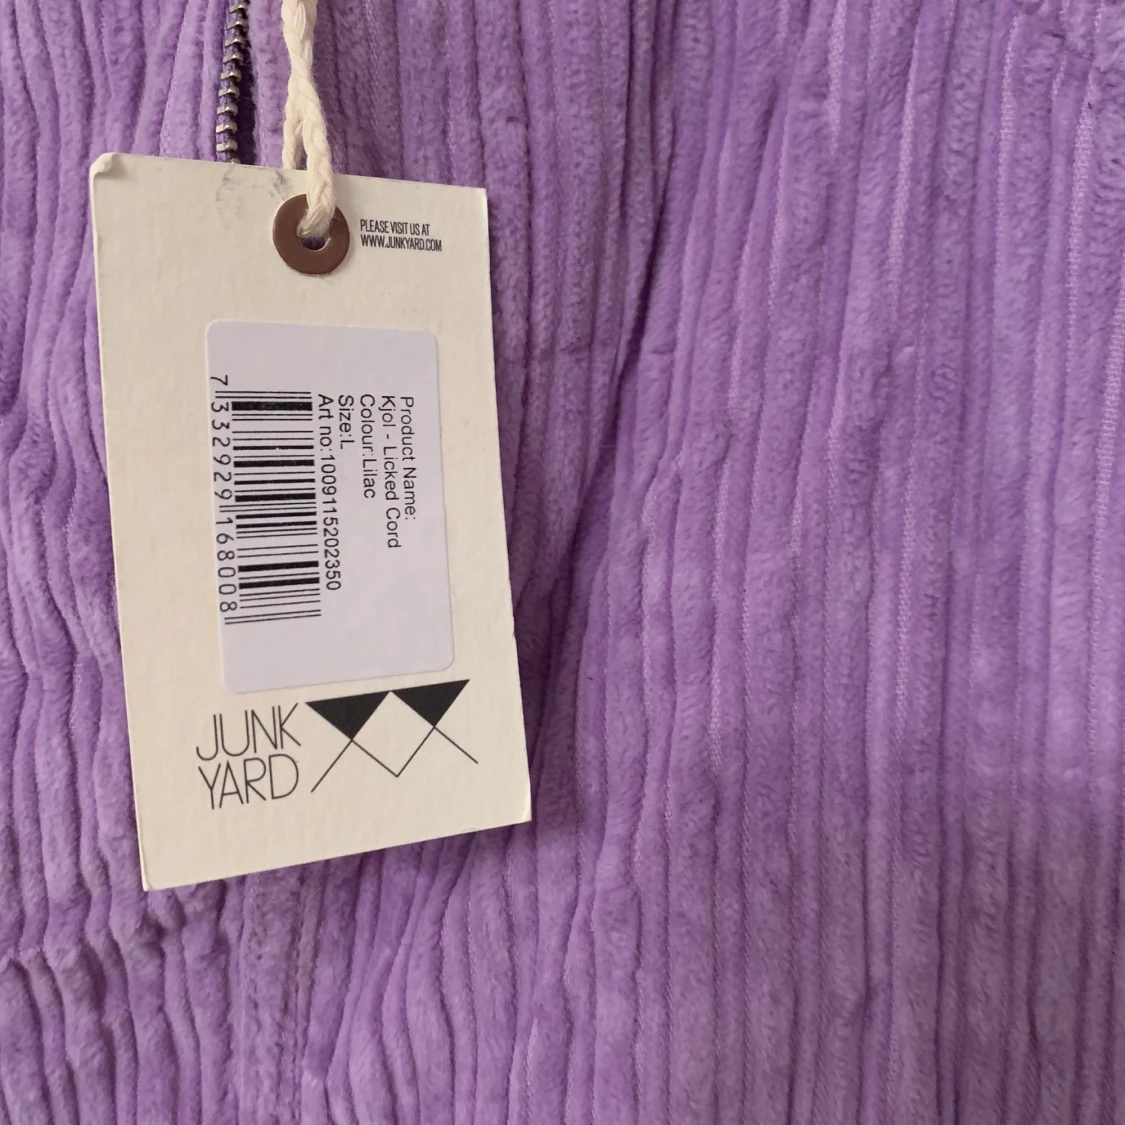 PLEASE VISIT US AT
WWW.JUNKYARD.COM
Product Name:
Kjol - Licked Cord
Colour:Lilac
Size:L
Art no:1009115202350
7332929168008
JUNK
YARD